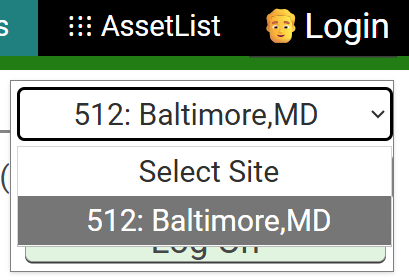 s
AssetList
Login
512: Baltimore,MD
(
Select Site
512: Baltimore,MD
Log On